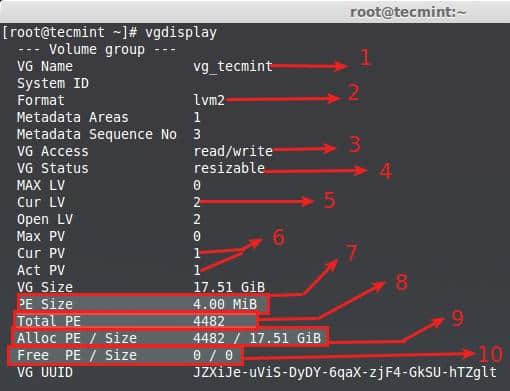 root@tecmint:~
[root@tecmint ~]# vgdisplay
--- Volume group ---
VG Name vg_tecmint 1
System ID
Format lvm2 2
Metadata Areas 1
Metadata Sequence No 3
VG Access read/write 3
VG Status resizable 4
MAX LV 0
Cur LV 2 5
Open LV 2
Max PV 0 6
Cur PV 1 7
Act PV 1
VG Size 17.51 GiB 8
PE Size 4.00 MiB
Total PE 4482 9
Alloc PE / Size 4482 / 17.51 GiB
Free PE / Size 0 / 0 10
VG UUID JZXiJe-uViS-DyDY-6qaX-zjF4-GkSU-hTZglt